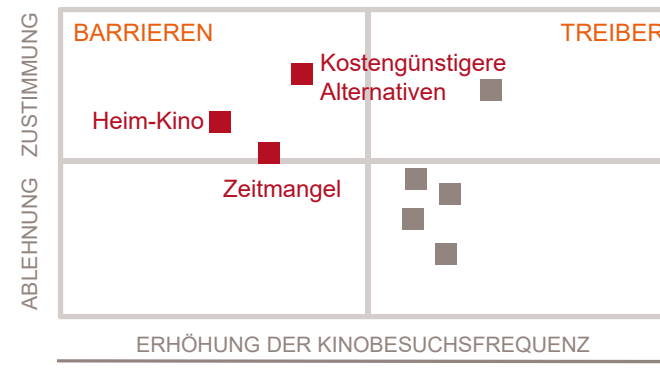 BARRIEREN
TREIBER
Kostengünstigere
Alternativen
Heim-Kino
Zeitmangel
ZUSTIMMUNG
ABLEHNUNG
ERHÖHUNG DER KINOBESUCHSFREQUENZ